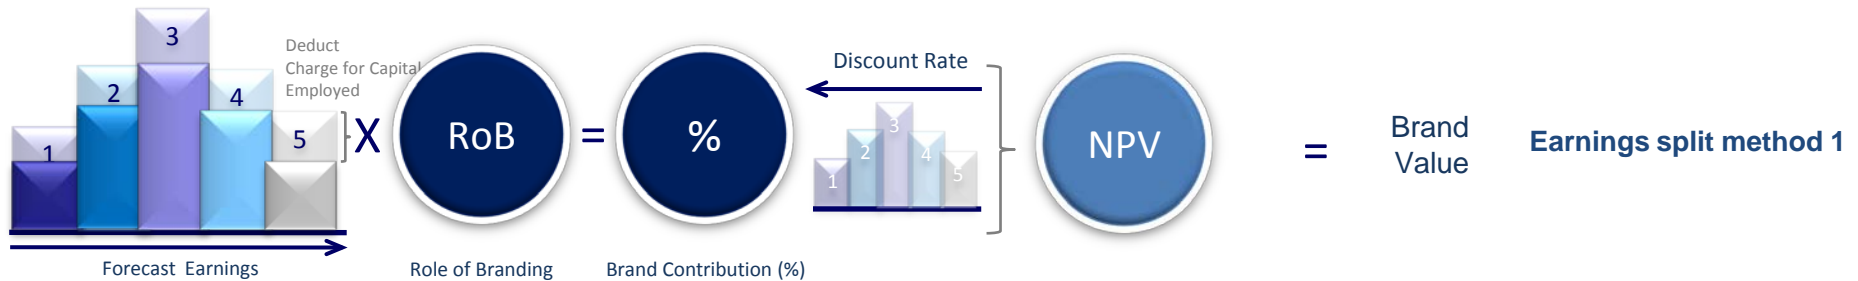 3
2
4
1
5
Deduct
Charge for Capital
Employed
X
RoB
=
%
Discount Rate
3
2
4
1
5
NPV
=
Brand
Value
Earnings split method 1
Forecast Earnings
Role of Branding
Brand Contribution (%)